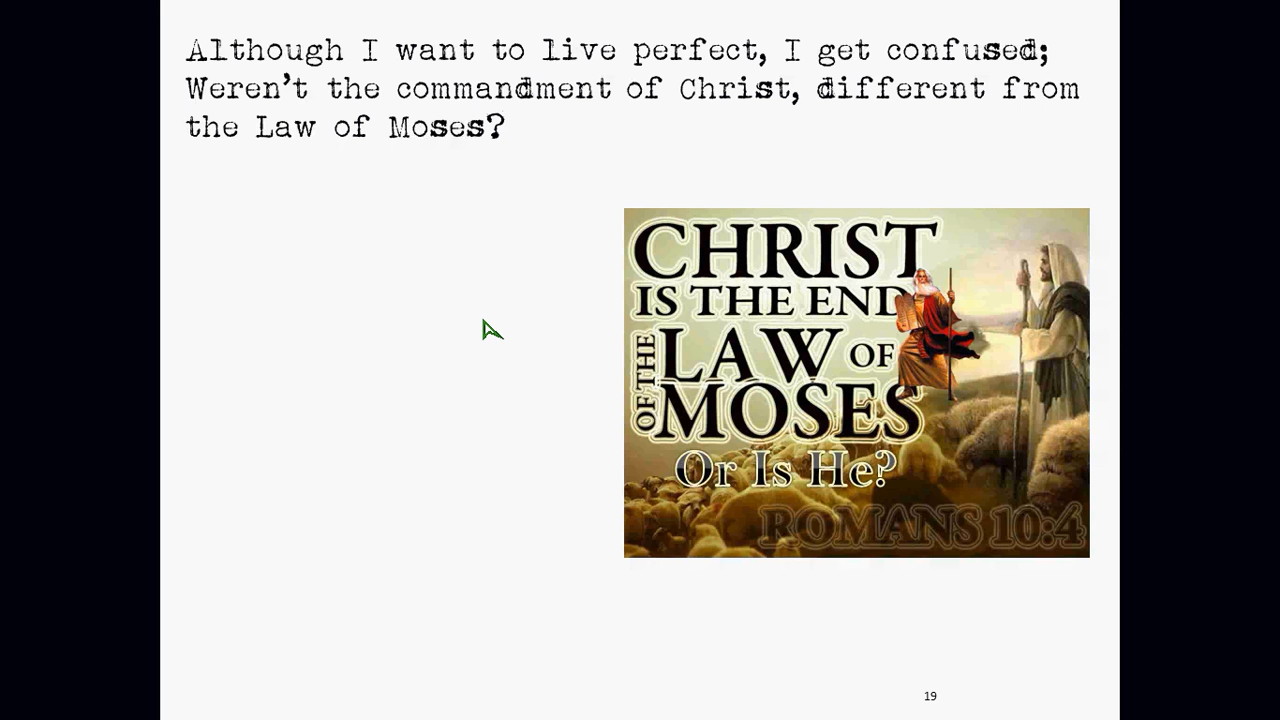 Although I want to live perfect, I get confused;
Weren't the commandment of Christ, different from
the Law of Moses?
CHRIST
IS THE END
OF THE
LAW OF
MOSES
Or Is He?
ROMANS 10:4
19